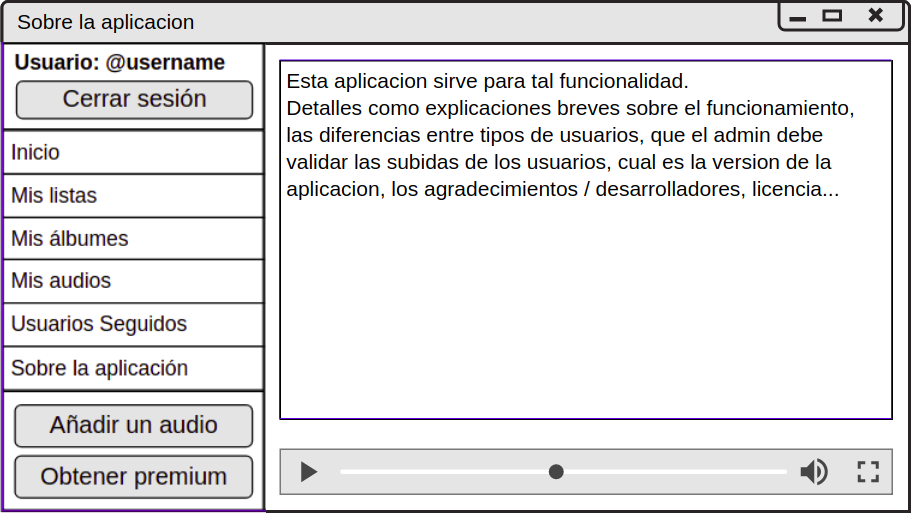 Sobre la aplicacion
Usuario: @username
Cerrar sesión
Inicio
Mis listas
Mis álbumes
Mis audios
Usuarios Seguidos
Sobre la aplicación
Añadir un audio
Obtener premium
Esta aplicacion sirve para tal funcionalidad.
Detalles como explicaciones breves sobre el funcionamiento,
las diferencias entre tipos de usuarios, que el admin debe
validar las subidas de los usuarios, cual es la version de la
aplicacion, los agradecimientos / desarrolladores, licencia...